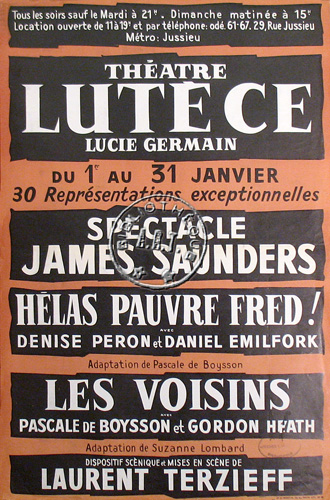 Tous les soirs sauf le Mardi à 21ʰ. Dimanche matinée à 15ʰ
Location ouverte de 11 à 19ʰ et par téléphone: odé. 61-67. 29, Rue Jussieu
Métro: Jussieu
THÉATRE
LUTÈCE
LUCIE GERMAIN
DU 1ᵉʳ AU 31 JANVIER
30 Représentations exceptionnelles
SPECTACLE
JAMES SAUNDERS
HÉLAS PAUVRE FRED!
AVEC
DENISE PERON et DANIEL EMILFORK
Adaptation de Pascale de Boysson
LES VOISINS
AVEC
PASCALE DE BOYSSON et GORDON HEATH
Adaptation de Suzanne Lombard
DISPOSITIF SCÈNIQUE et MISES EN SCÈNE DE
LAURENT TERZIEFF